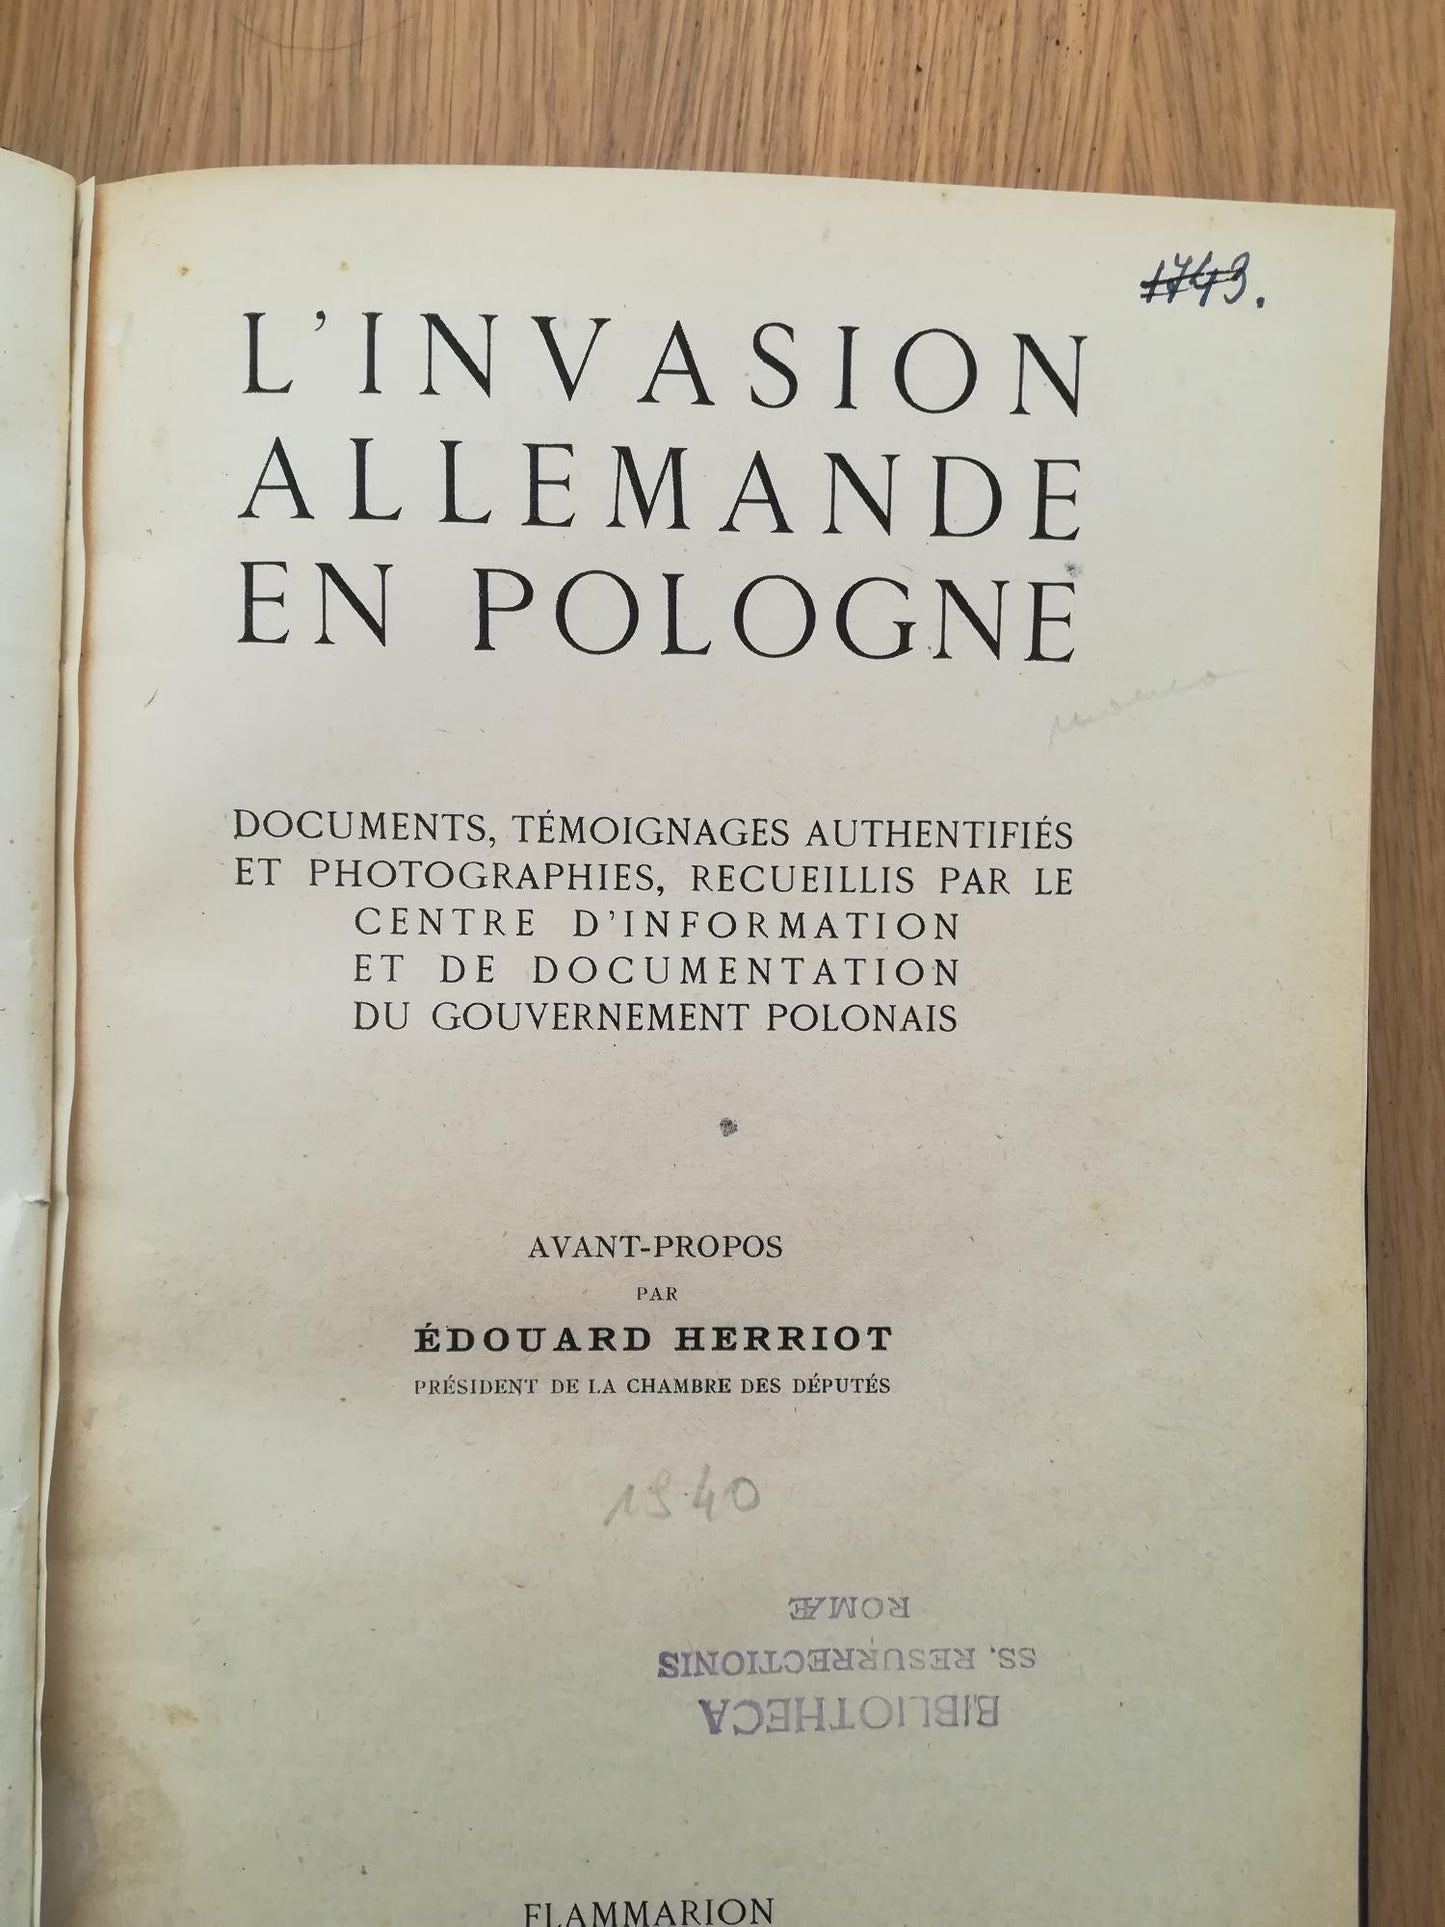 1743.
L'INVASION
ALLEMANDE
EN POLOGNE
DOCUMENTS, TÉMOIGNAGES AUTHENTIFIÉS
ET PHOTOGRAPHIES, RECUEILLIS PAR LE
CENTRE D'INFORMATION
ET DE DOCUMENTATION
DU GOUVERNEMENT POLONAIS
AVANT-PROPOS
PAR
ÉDOUARD HERRIOT
PRÉSIDENT DE LA CHAMBRE DES DÉPUTÉS
1940
BIBLIOTHECA
SS. RESURRECTIONIS
ROMÆ
FLAMMARION